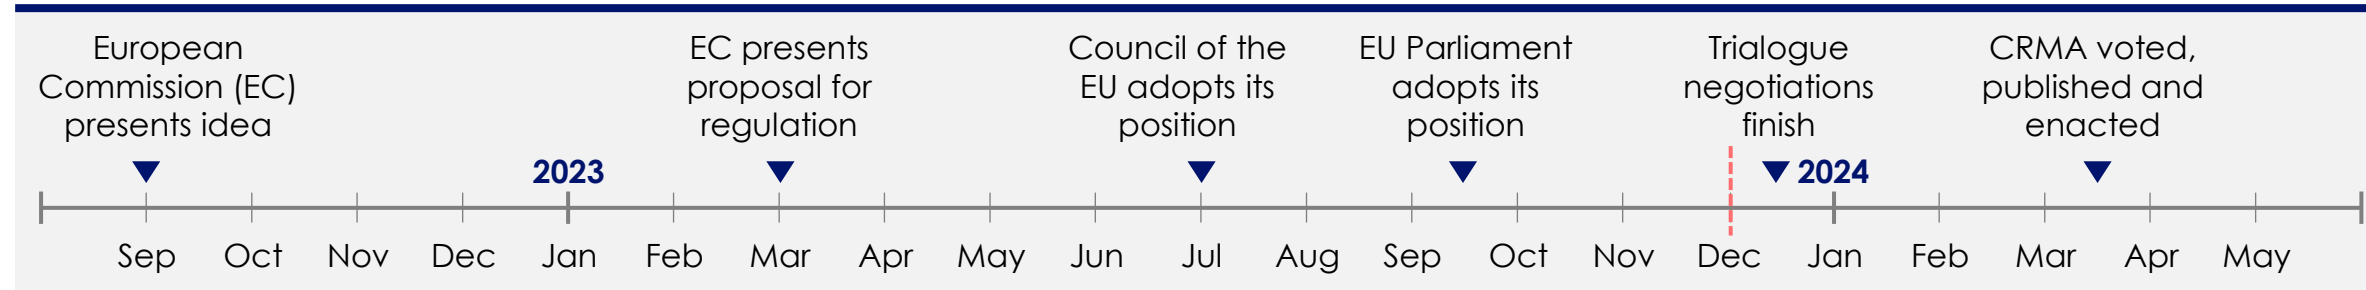 European
Commission (EC)
presents idea
EC presents
proposal for
regulation
Council of the
EU adopts its
position
EU Parliament
adopts its
position
Trialogue
negotiations
finish
CRMA voted,
published and
enacted
2023 2024
Sep Oct Nov Dec Jan Feb Mar Apr May Jun Jul Aug Sep Oct Nov Dec Jan Feb Mar Apr May